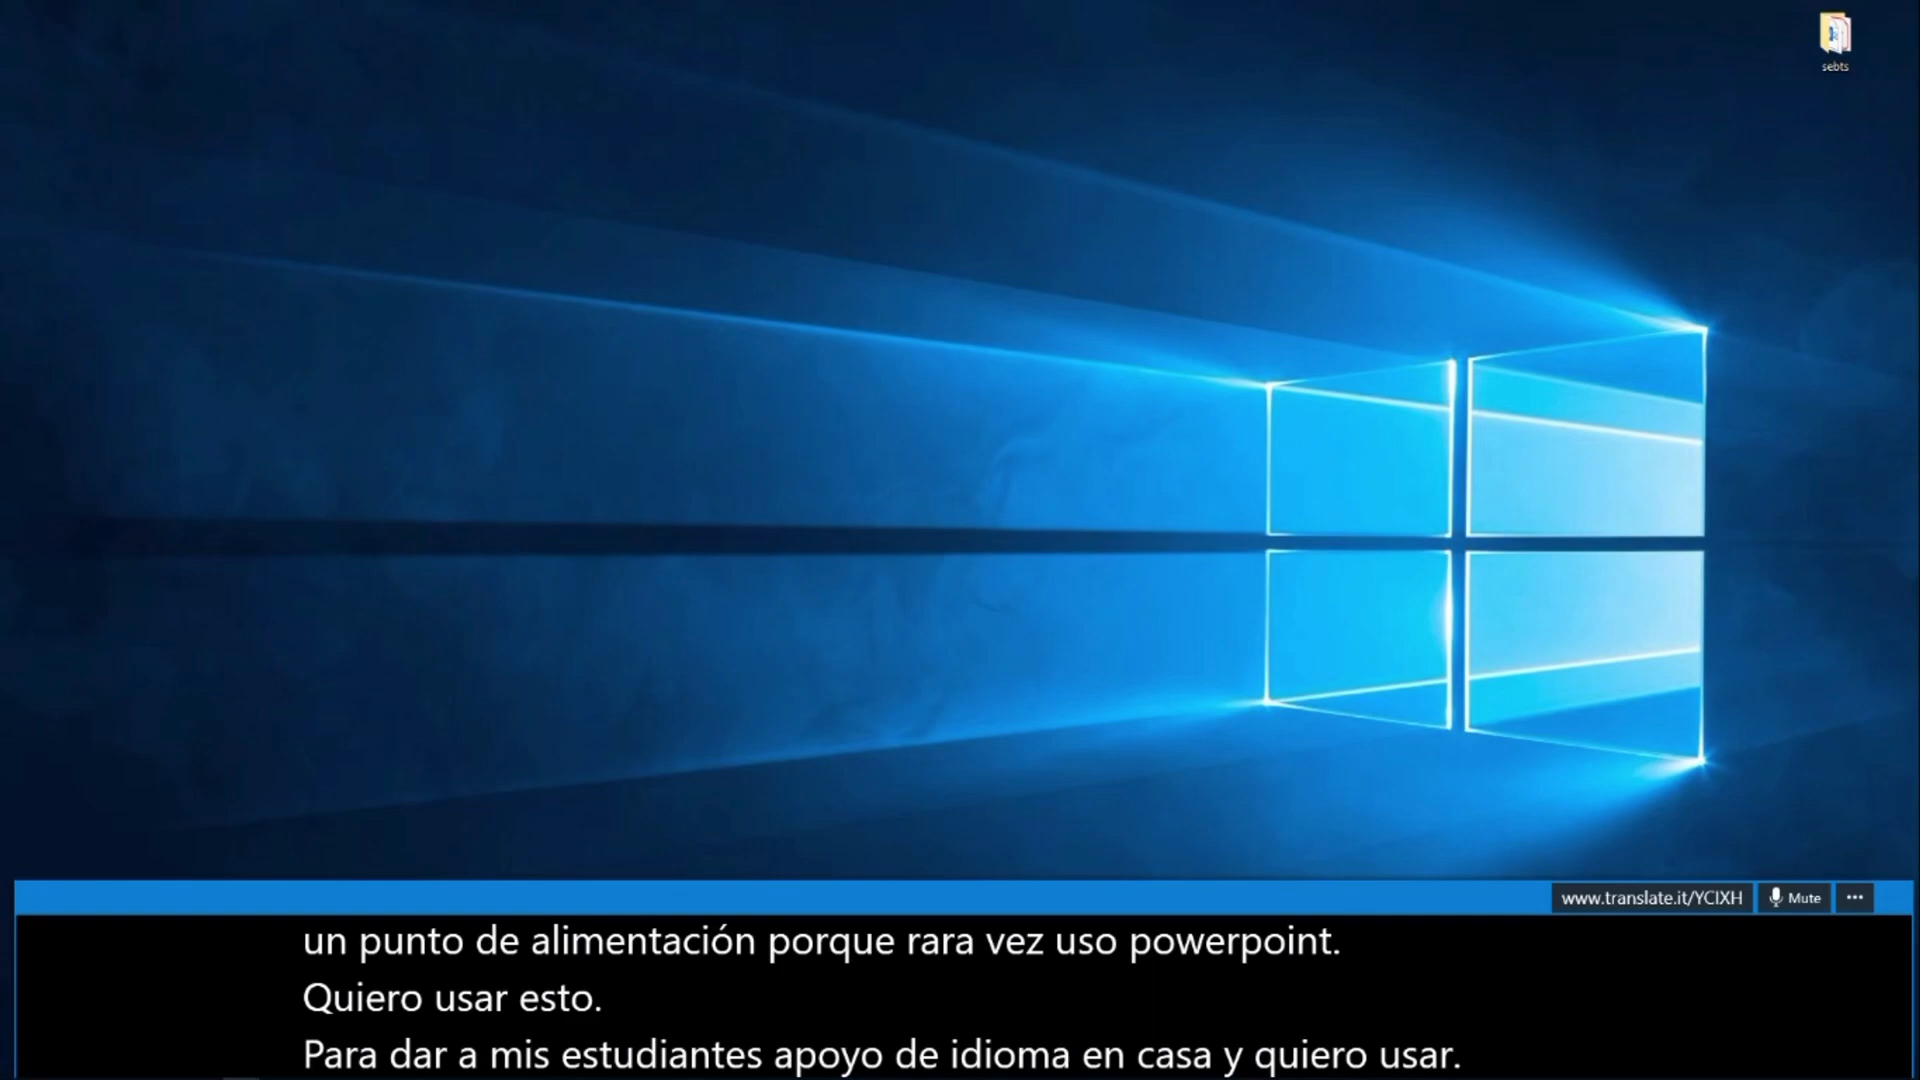 sebts
www.translate.it/YCIXH Mute ...
un punto de alimentación porque rara vez uso powerpoint.
Quiero usar esto.
Para dar a mis estudiantes apoyo de idioma en casa y quiero usar.